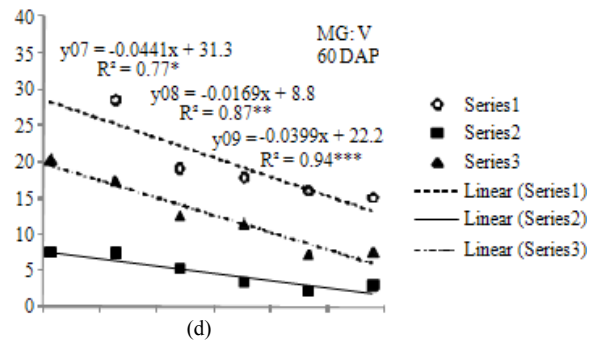 40
35
30
25
20
15
10
5
0
MG: V
60 DAP
y07 = -0.0441x + 31.3
R² = 0.77*
y08 = -0.0169x + 8.8
R² = 0.87**
y09 = -0.0399x + 22.2
R² = 0.94***
Series1
Series2
Series3
Linear (Series1)
Linear (Series2)
Linear (Series3)
(d)